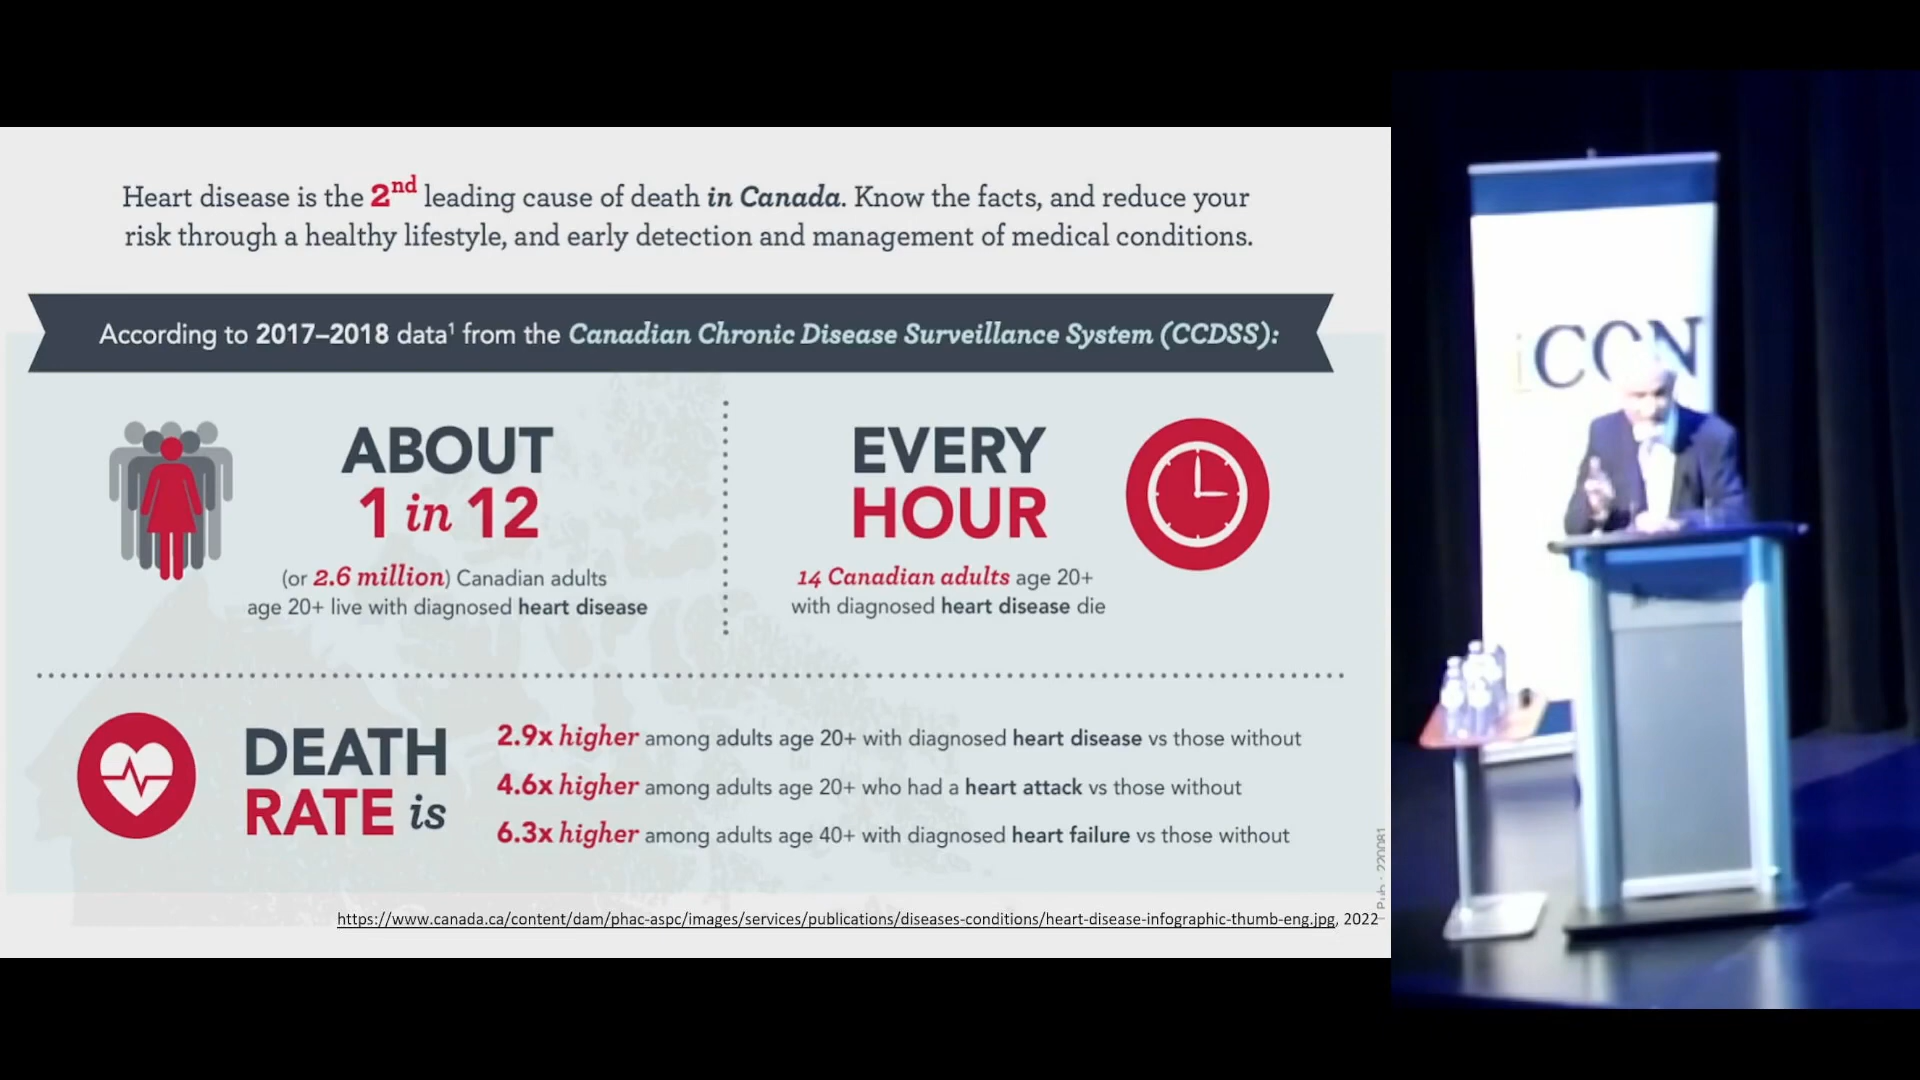 Heart disease is the 2nd leading cause of death in Canada. Know the facts, and reduce your
risk through a healthy lifestyle, and early detection and management of medical conditions.
According to 2017–2018 data¹ from the Canadian Chronic Disease Surveillance System (CCDSS):
ABOUT
1 in 12
(or 2.6 million) Canadian adults
age 20+ live with diagnosed heart disease
EVERY
HOUR
14 Canadian adults age 20+
with diagnosed heart disease die
DEATH
RATE is
2.9x higher among adults age 20+ with diagnosed heart disease vs those without
4.6x higher among adults age 20+ who had a heart attack vs those without
6.3x higher among adults age 40+ with diagnosed heart failure vs those without
https://www.canada.ca/content/dam/phac-aspc/images/services/publications/diseases-conditions/heart-disease-infographic-thumb-eng.jpg, 2022
iCON